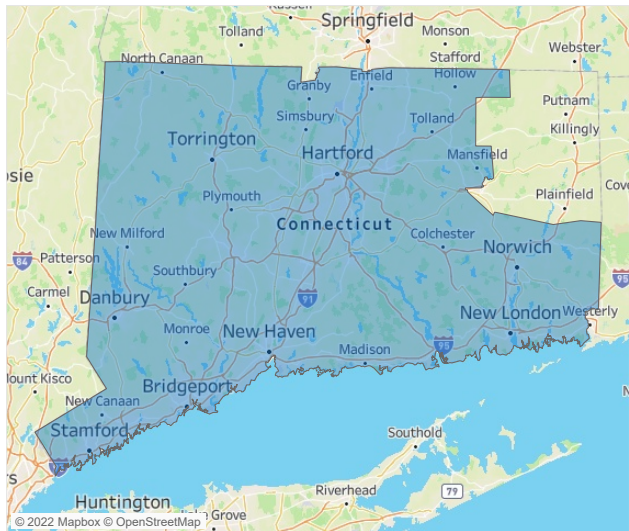 Springfield
Tolland
Monson
Stafford
Webster
North Canaan
Granby
Enfield
Hollow
Putnam
Simsbury
Tolland
Killingly
Torrington
Hartford
Mansfield
osie
Plymouth
Plainfield
Cove
Connecticut
New Milford
Colchester
Norwich
84
Patterson
Southbury
95
Carmel
Danbury
91
New London
Westerly
Monroe
New Haven
95
Madison
Mount Kisco
Bridgeport
New Canaan
Stamford
Southold
Huntington
Riverhead
79
Lake Grove
© 2022 Mapbox © OpenStreetMap